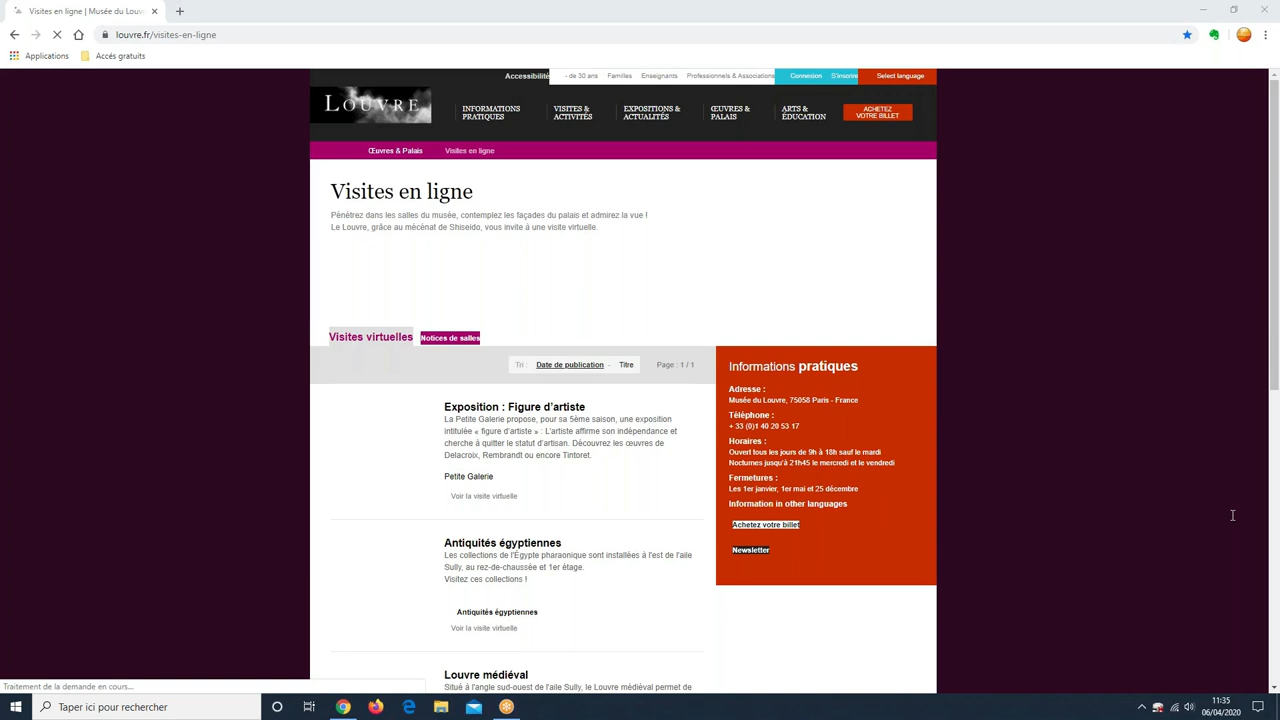 Visites en ligne | Musée du Louvr
louvre.fr/visites-en-ligne
Applications
Accés gratuits
Accessibilité
- de 30 ans
Familles
Enseignants
Professionnels & Associations
Connexion
S'inscrire
Select language
LOUVRE
INFORMATIONS
PRATIQUES
VISITES &
ACTIVITÉS
EXPOSITIONS &
ACTUALITÉS
ŒUVRES &
PALAIS
ARTS &
ÉDUCATION
ACHETEZ
VOTRE BILLET
Œuvres & Palais
Visites en ligne
Visites en ligne
Pénétrez dans les salles du musée, contemplez les façades du palais et admirez la vue !
Le Louvre, grâce au mécénat de Shiseido, vous invite à une visite virtuelle.
Visites virtuelles
Notices de salles
Tri : Date de publication - Titre
Page : 1 / 1
Exposition : Figure d’artiste
La Petite Galerie propose, pour sa 5ème saison, une exposition
intitulée « figure d'artiste » : L'artiste affirme son indépendance et
cherche à quitter le statut d'artisan. Découvrez les œuvres de
Delacroix, Rembrandt ou encore Tintoret.
Petite Galerie
Voir la visite virtuelle
Antiquités égyptiennes
Les collections de l'Égypte pharaonique sont installées à l'est de l'aile
Sully, au rez-de-chaussée et 1er étage.
Visitez ces collections !
Antiquités égyptiennes
Voir la visite virtuelle
Louvre médiéval
Situé à l'angle sud-ouest de l'aile Sully, le Louvre médiéval permet de
Informations pratiques
Adresse :
Musée du Louvre, 75058 Paris - France
Téléphone :
+ 33 (0)1 40 20 53 17
Horaires :
Ouvert tous les jours de 9h à 18h sauf le mardi
Nocturnes jusqu'à 21h45 le mercredi et le vendredi
Fermetures :
Les 1er janvier, 1er mai et 25 décembre
Information in other languages
Achetez votre billet
Newsletter
Traitement de la demande en cours...
Taper ici pour rechercher
11:35
06/04/2020